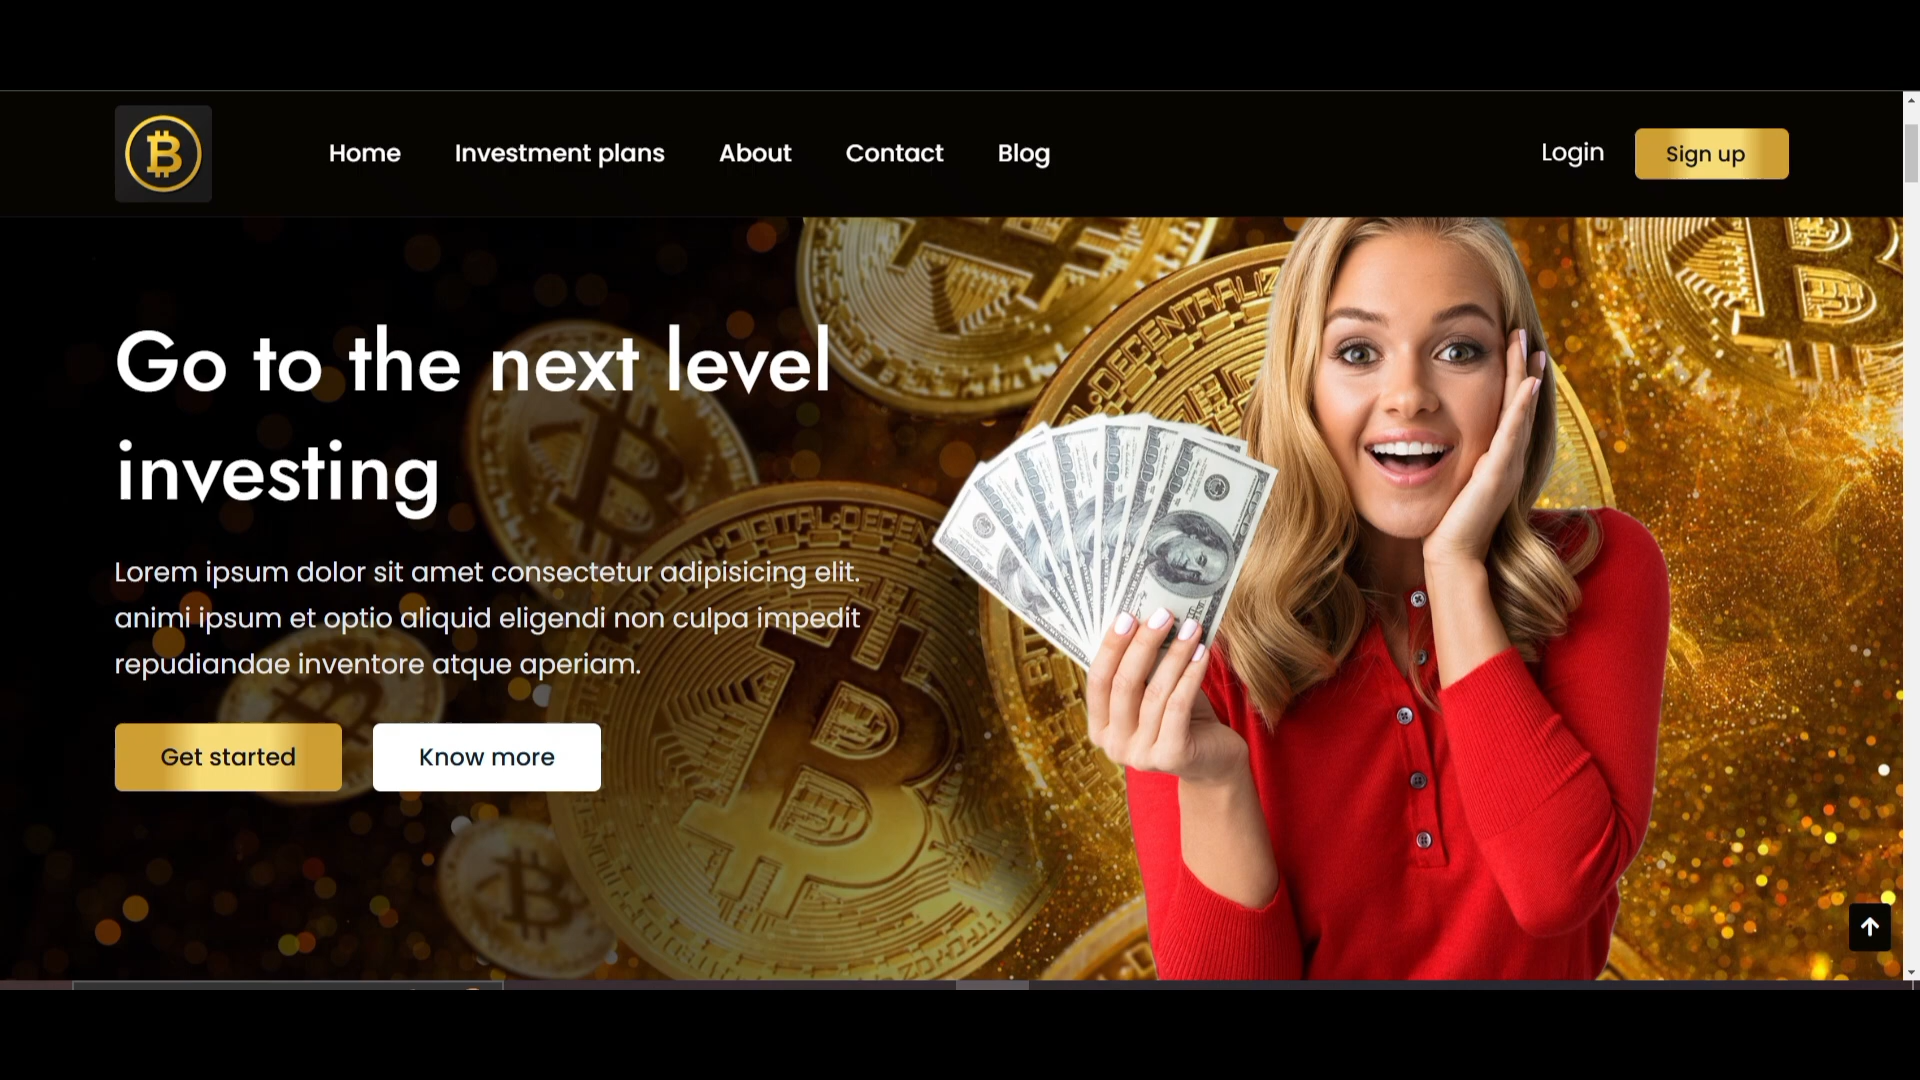 Home Investment plans About Contact Blog Login Sign up
Go to the next level
investing
Lorem ipsum dolor sit amet consectetur adipisicing elit.
animi ipsum et optio aliquid eligendi non culpa impedit
repudiandae inventore atque aperiam.
Get started Know more